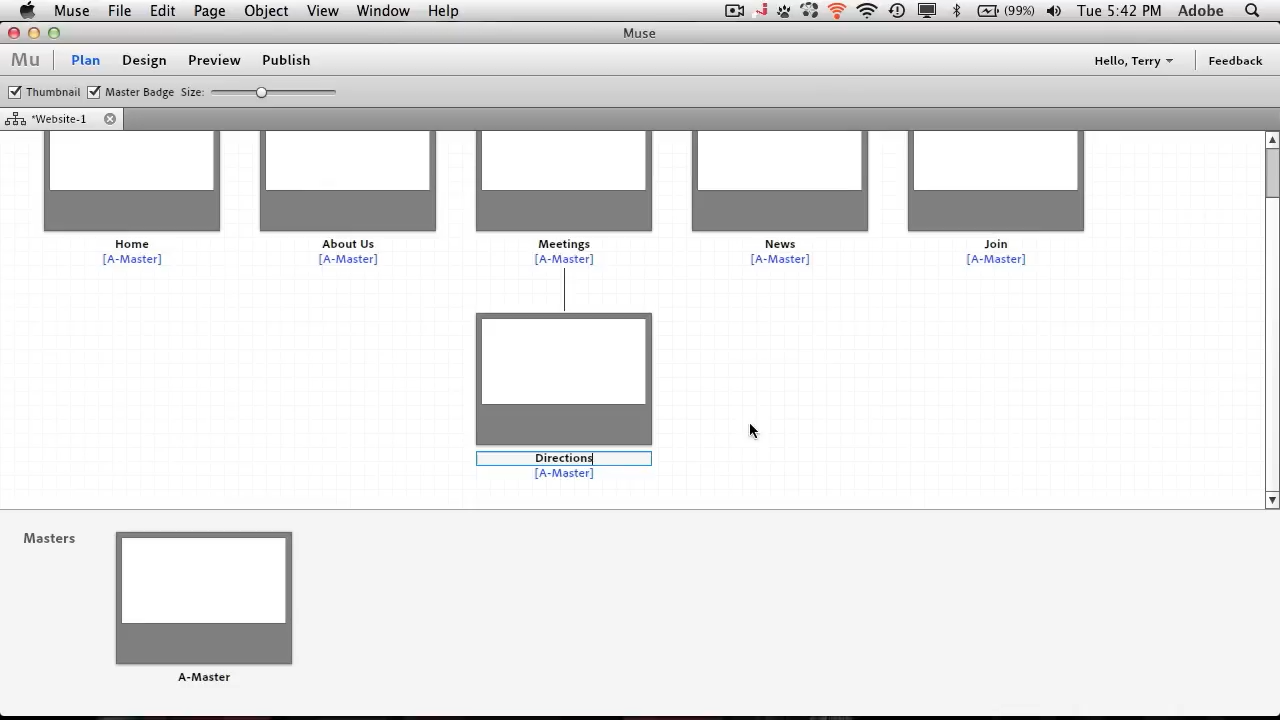 Muse File Edit Page Object View Window Help (99%) Tue 5:42 PM Adobe
Muse
Mu Plan Design Preview Publish Hello, Terry Feedback
Thumbnail Master Badge Size:
*Website-1
Home About Us Meetings News Join
[A-Master] [A-Master] [A-Master] [A-Master] [A-Master]
Directions
[A-Master]
Masters
A-Master